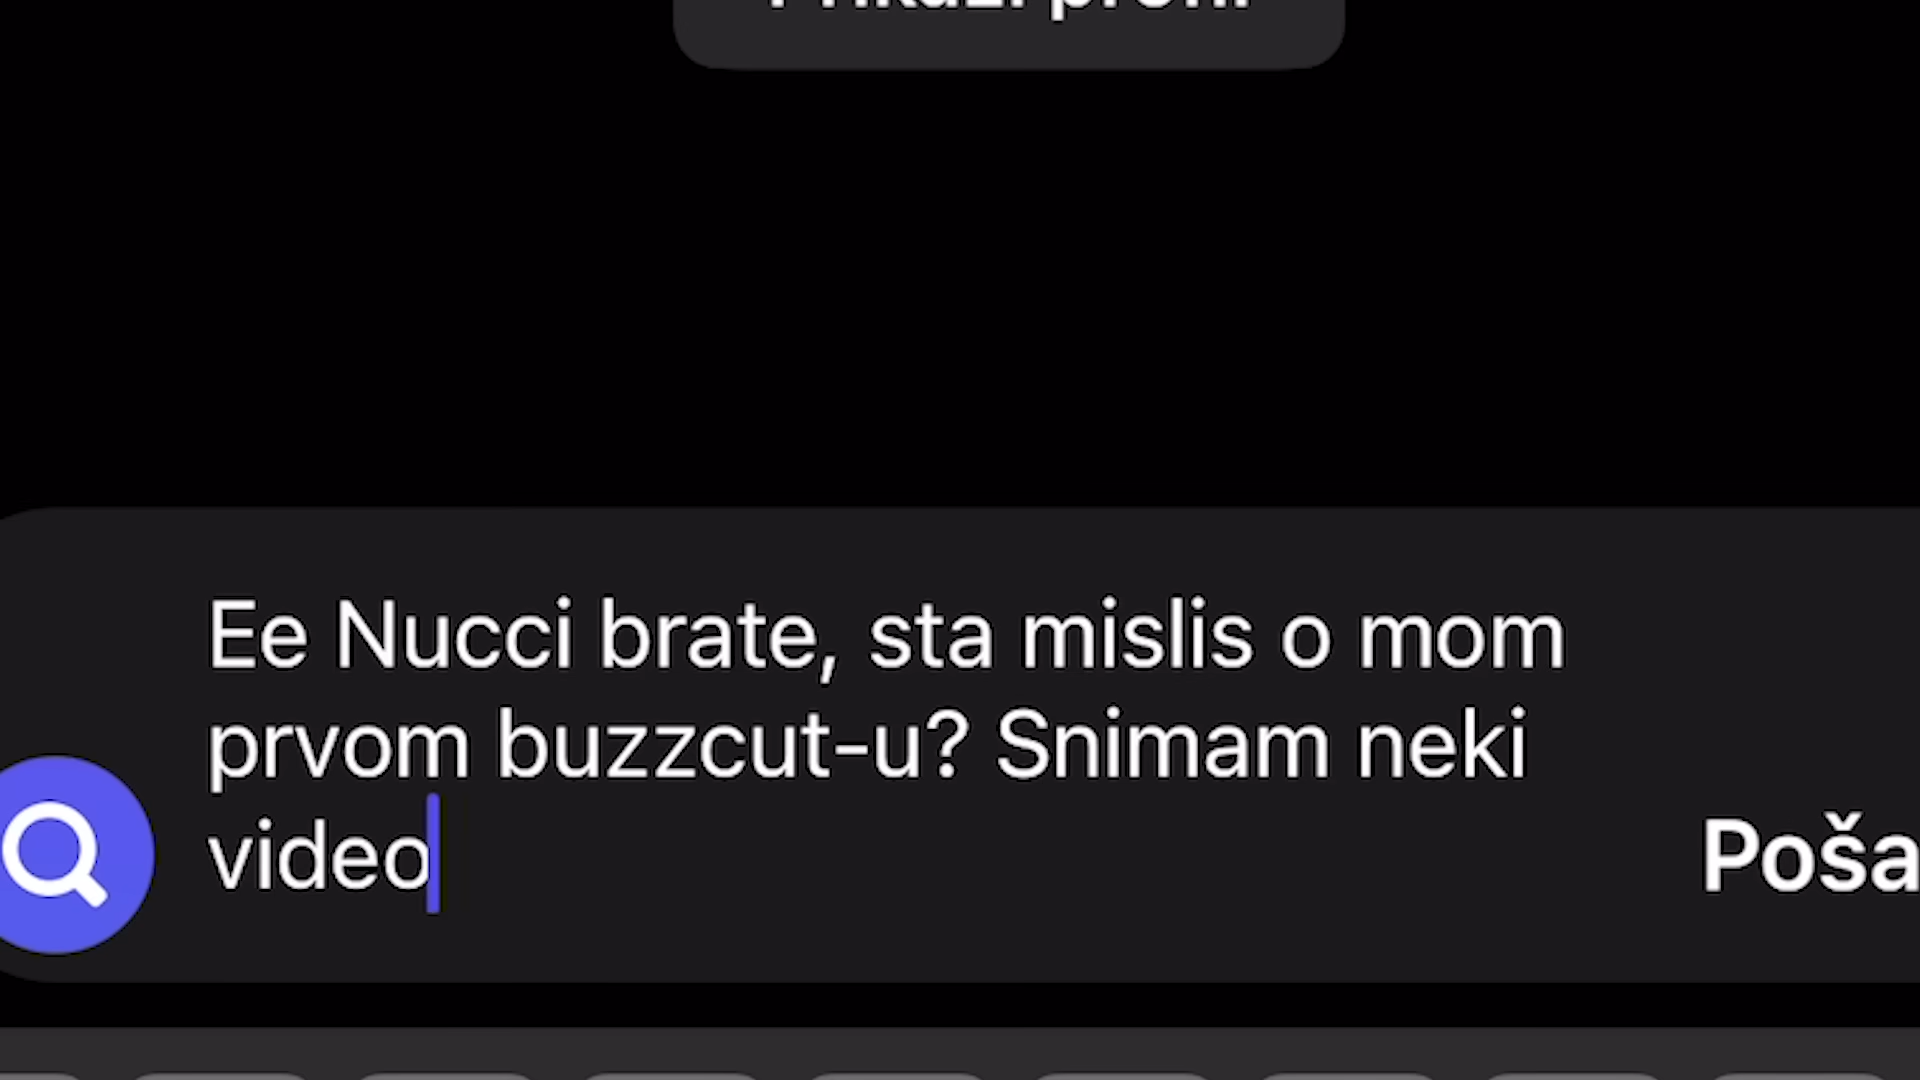 Ee Nucci brate, sta mislis o mom
prvom buzzcut-u? Snimam neki
video
Poša